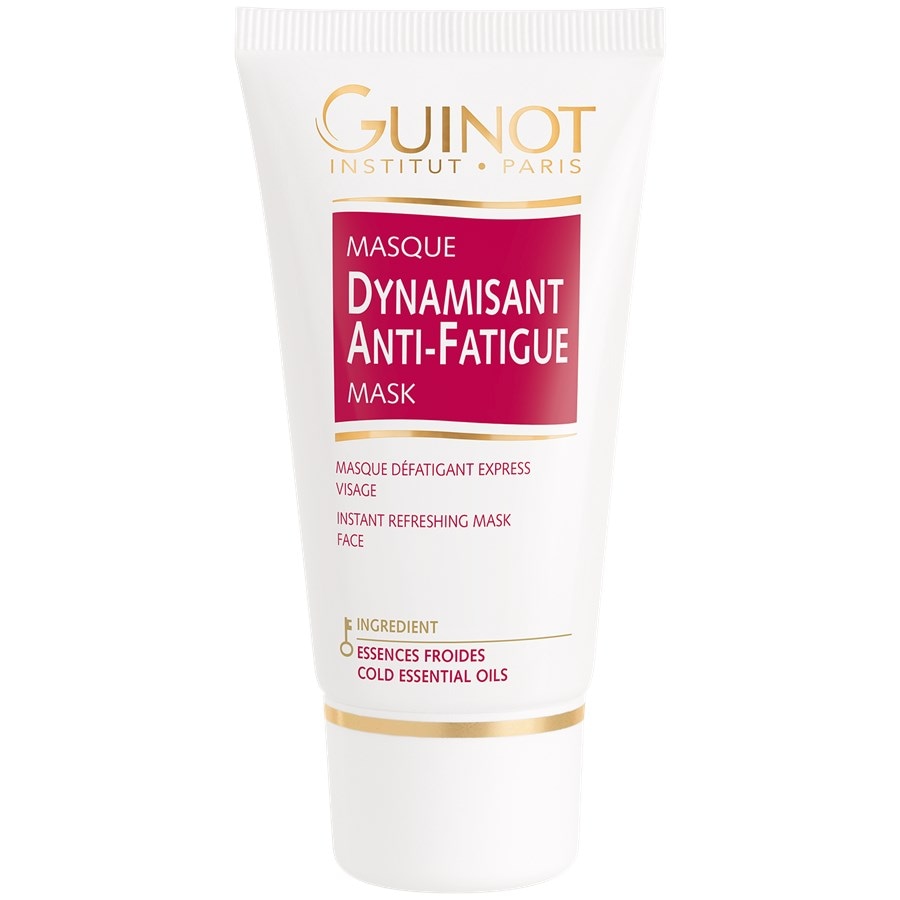 GUINOT
INSTITUT • PARIS
MASQUE
DYNAMISANT
ANTI-FATIGUE
MASK
MASQUE DÉFATIGANT EXPRESS
VISAGE
INSTANT REFRESHING MASK
FACE
INGREDIENT
ESSENCES FROIDES
COLD ESSENTIAL OILS